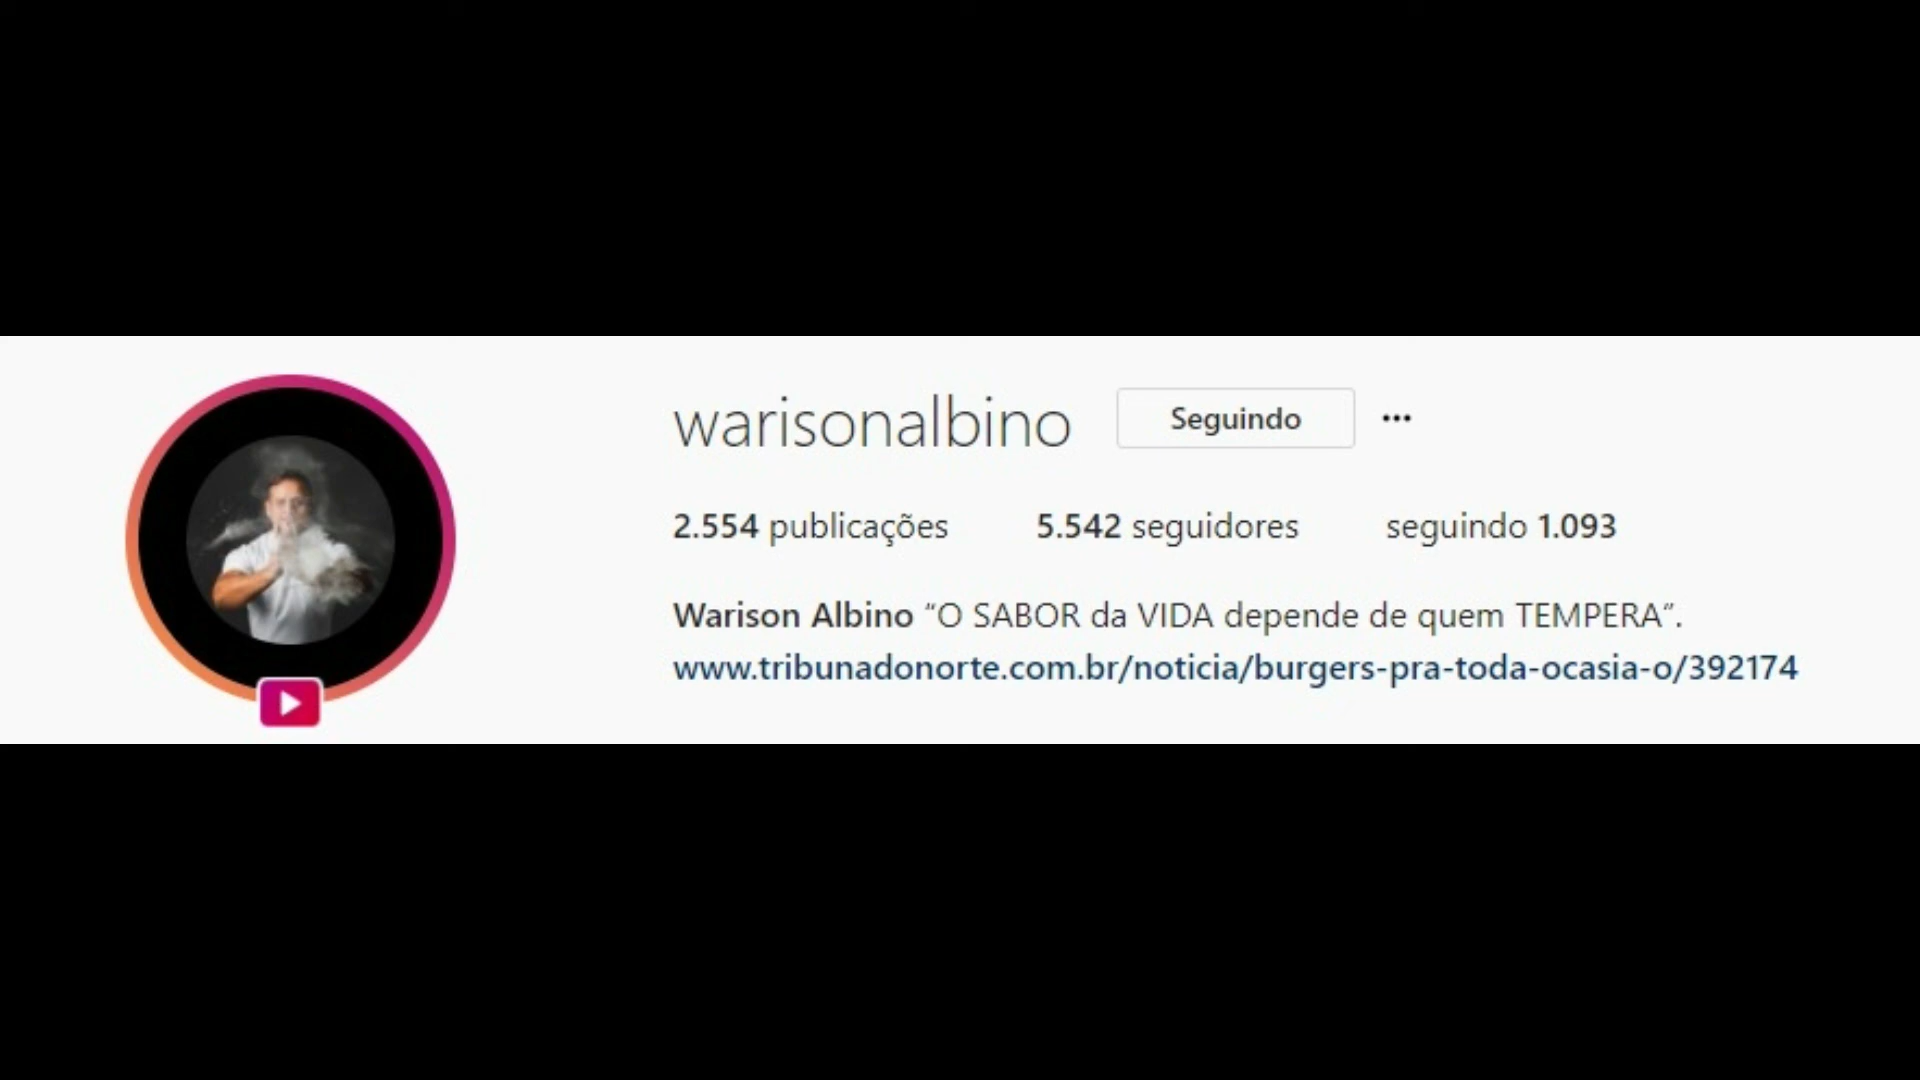 warisonalbino Seguindo ...
2.554 publicações 5.542 seguidores seguindo 1.093
Warison Albino “O SABOR da VIDA depende de quem TEMPERA”.
www.tribunadonorte.com.br/noticia/burgers-pra-toda-ocasia-o/392174